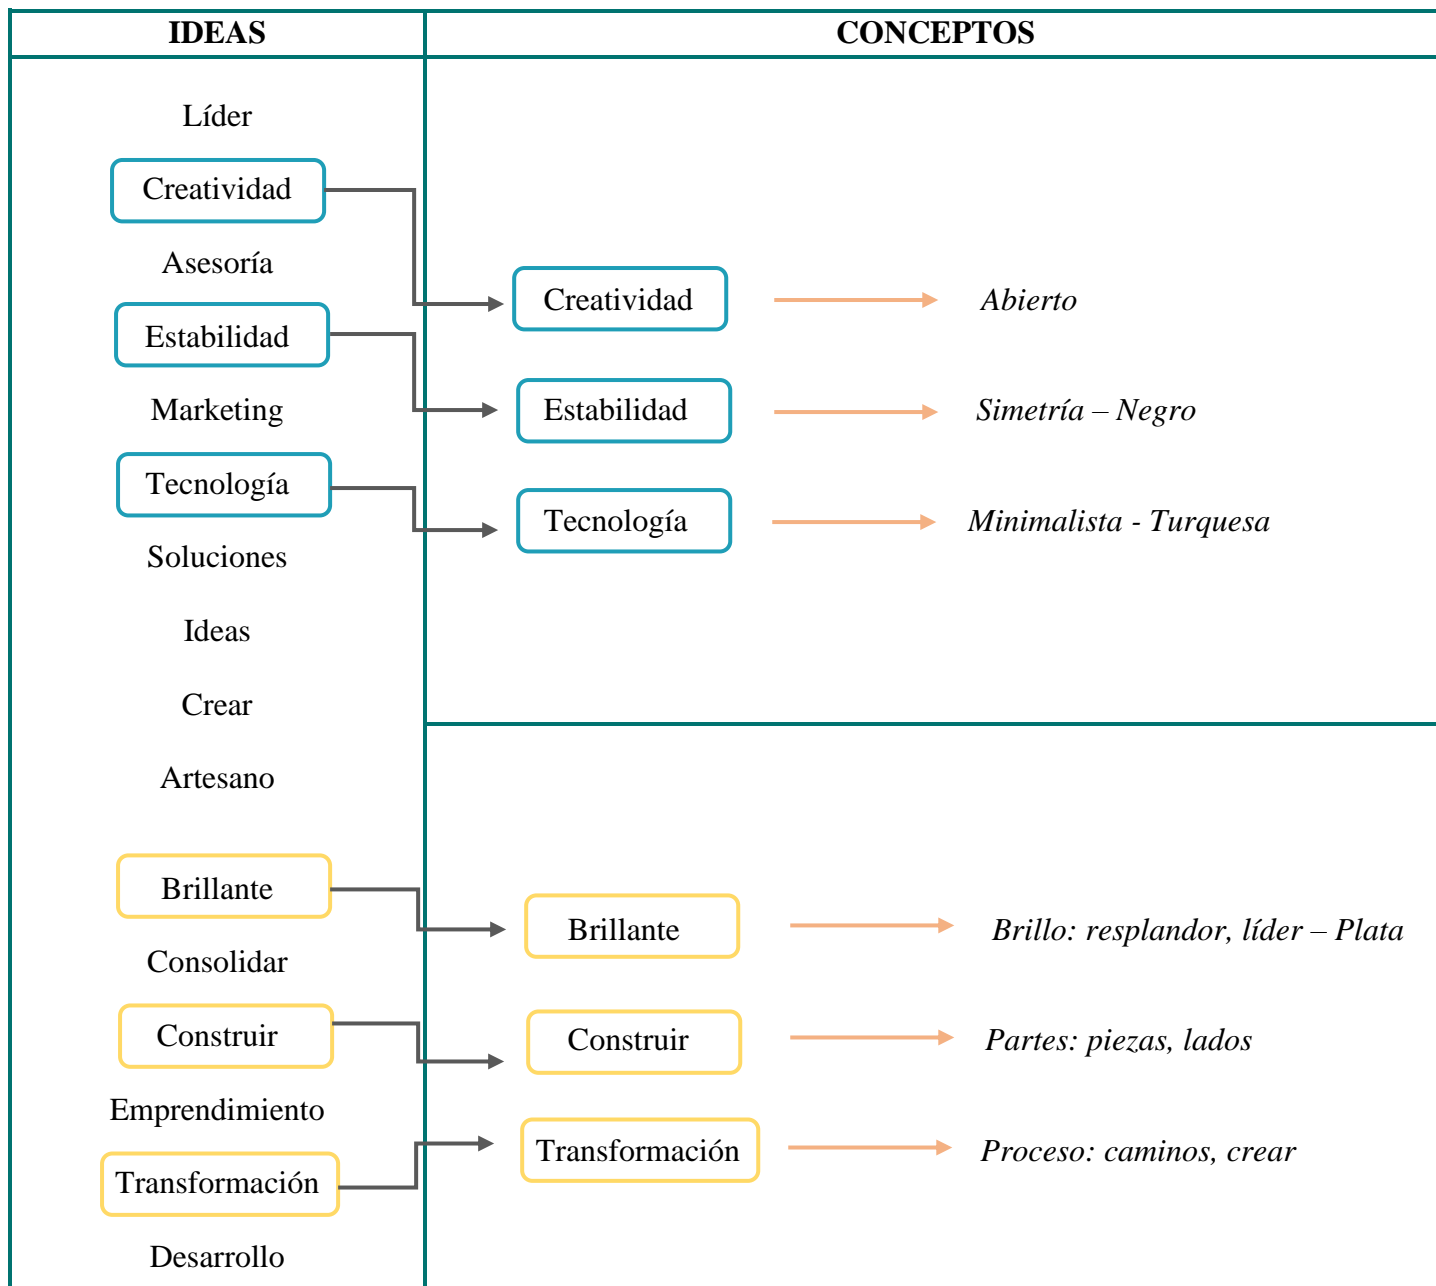 IDEAS
CONCEPTOS
Líder
Creatividad
Asesoría
Estabilidad
Marketing
Tecnología
Soluciones
Ideas
Crear
Artesano
Brillante
Consolidar
Construir
Emprendimiento
Transformación
Desarrollo
Creatividad
Abierto
Estabilidad
Simetría – Negro
Tecnología
Minimalista - Turquesa
Brillante
Brillo: resplandor, líder – Plata
Construir
Partes: piezas, lados
Transformación
Proceso: caminos, crear